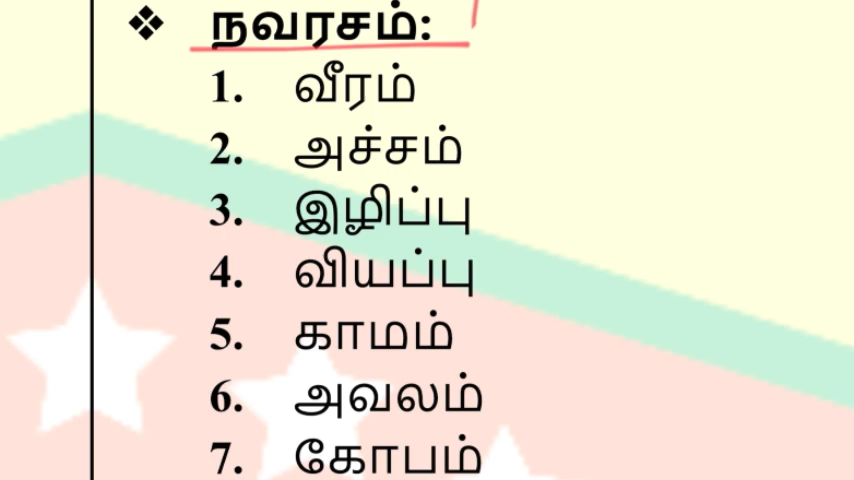 ❖ நவரசம்:
1. வீரம்
2. அச்சம்
3. இழிப்பு
4. வியப்பு
5. காமம்
6. அவலம்
7. கோபம்